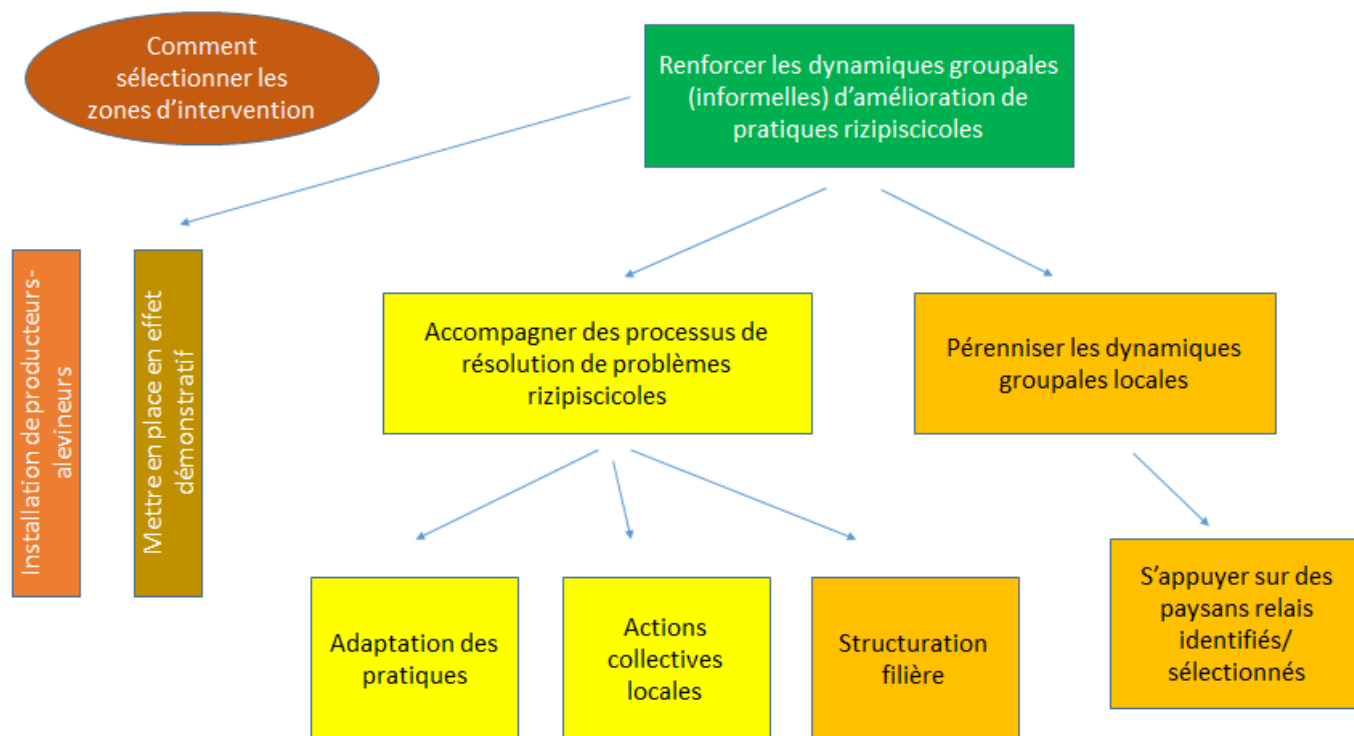 Comment
sélectionner les
zones d’intervention
Renforcer les dynamiques groupales
(informelles) d’amélioration de
pratiques rizipiscicoles
Installation de producteurs-
alevineurs
Mettre en place en effet
démonstratif
Accompagner des processus de
résolution de problèmes
rizipiscicoles
Pérenniser les dynamiques
groupales locales
Adaptation des
pratiques
Actions
collectives
locales
Structuration
filière
S’appuyer sur des
paysans relais
identifiés/
sélectionnés